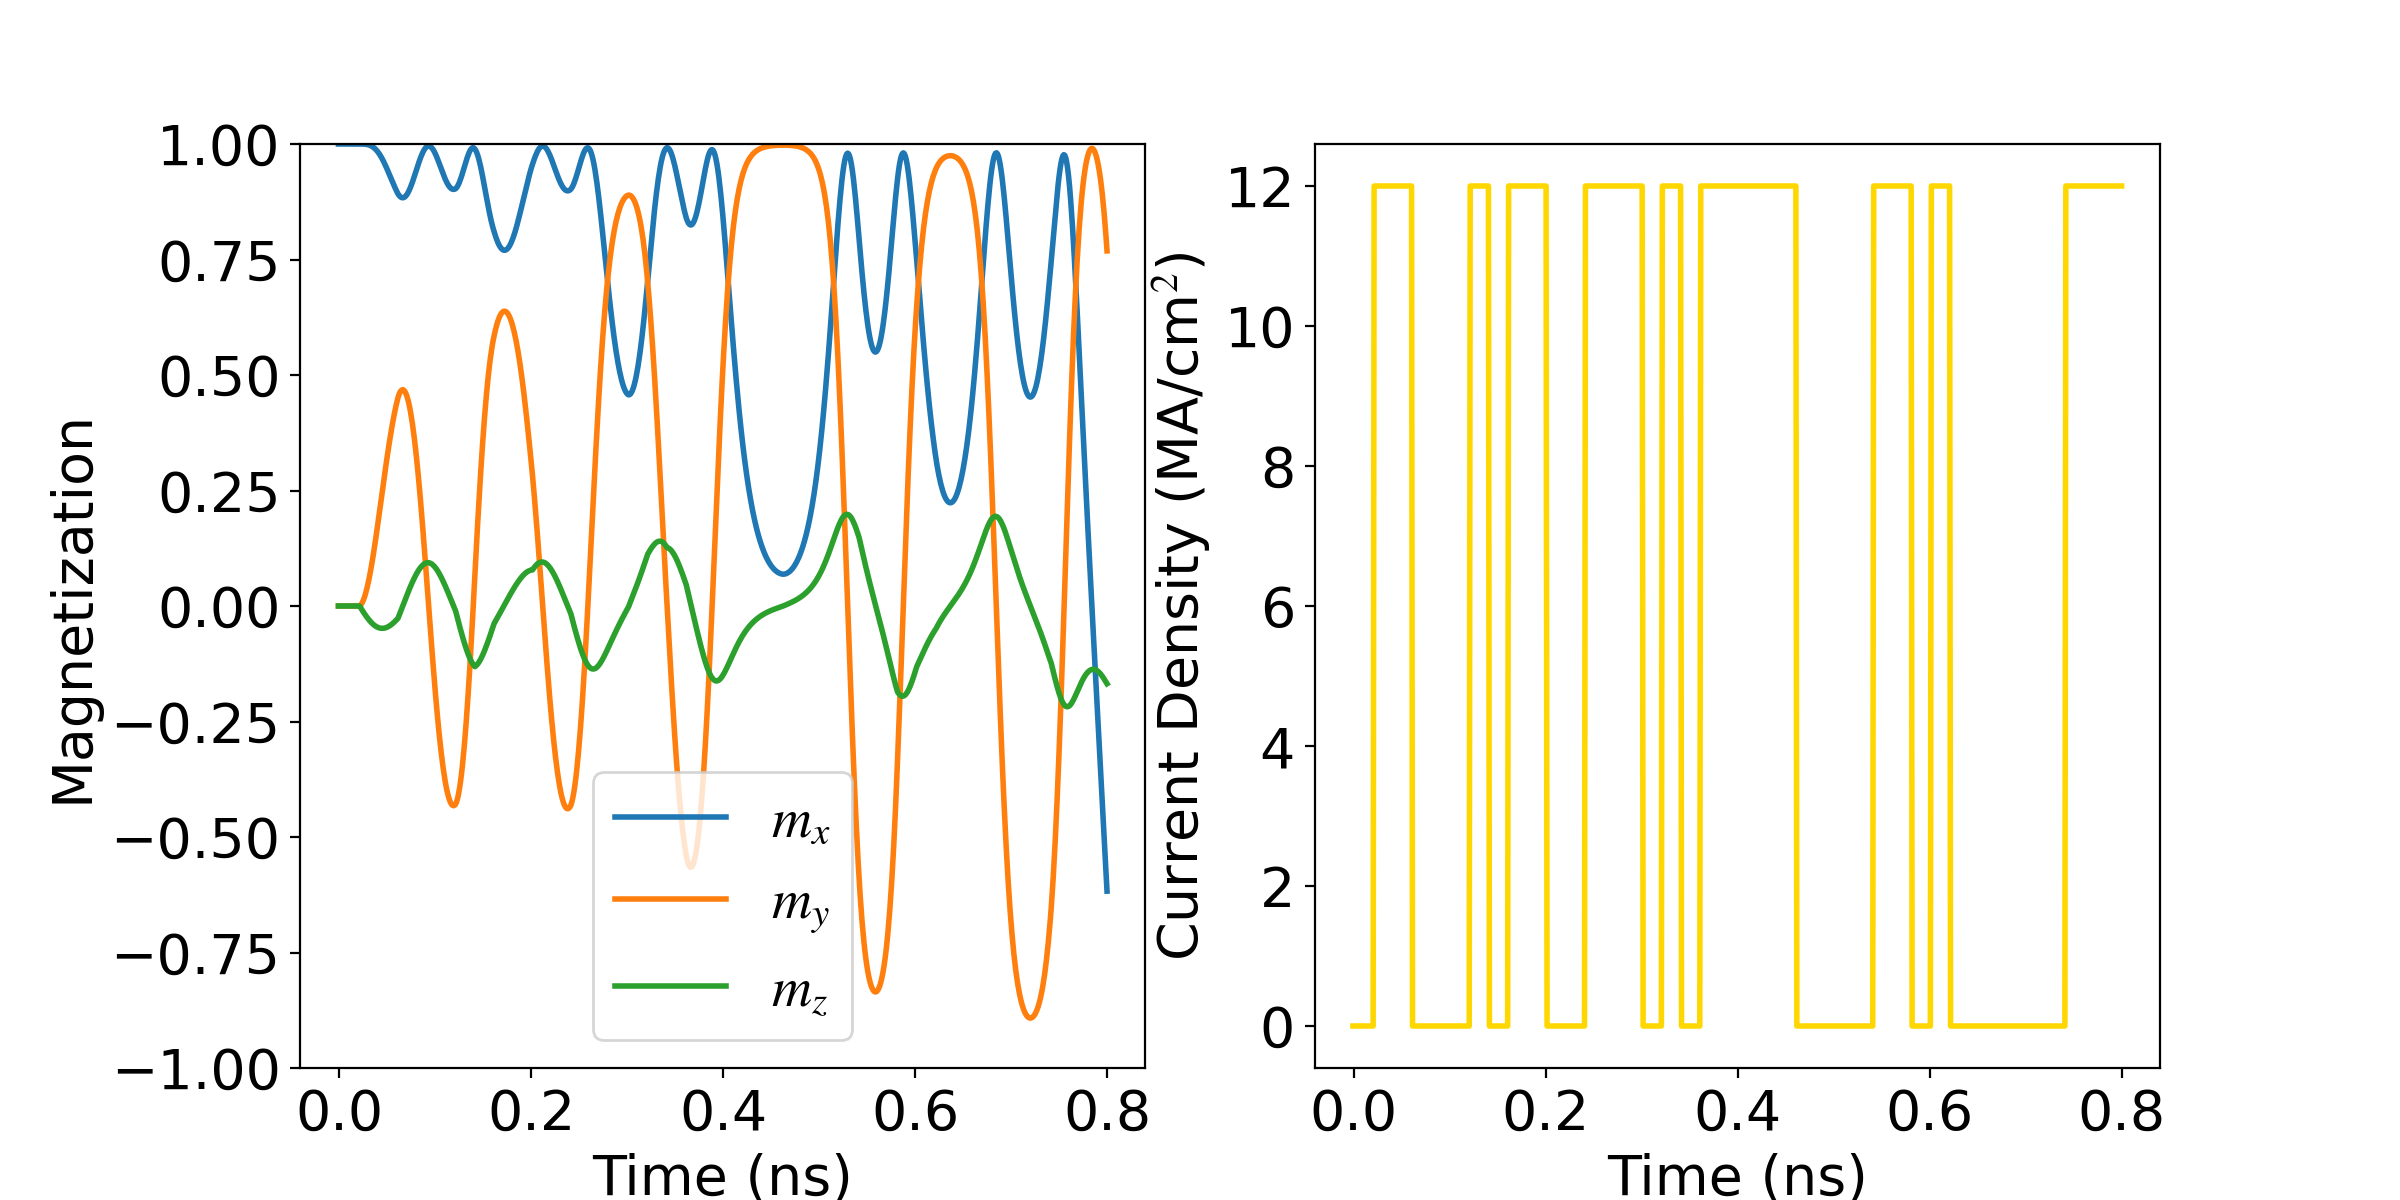 Magnetization
1.00
0.75
0.50
0.25
0.00
−0.25
−0.50
−0.75
−1.00
0.0 0.2 0.4 0.6 0.8
Time (ns)
m_x
m_y
m_z
Current Density (MA/cm²)
12
10
8
6
4
2
0
0.0 0.2 0.4 0.6 0.8
Time (ns)